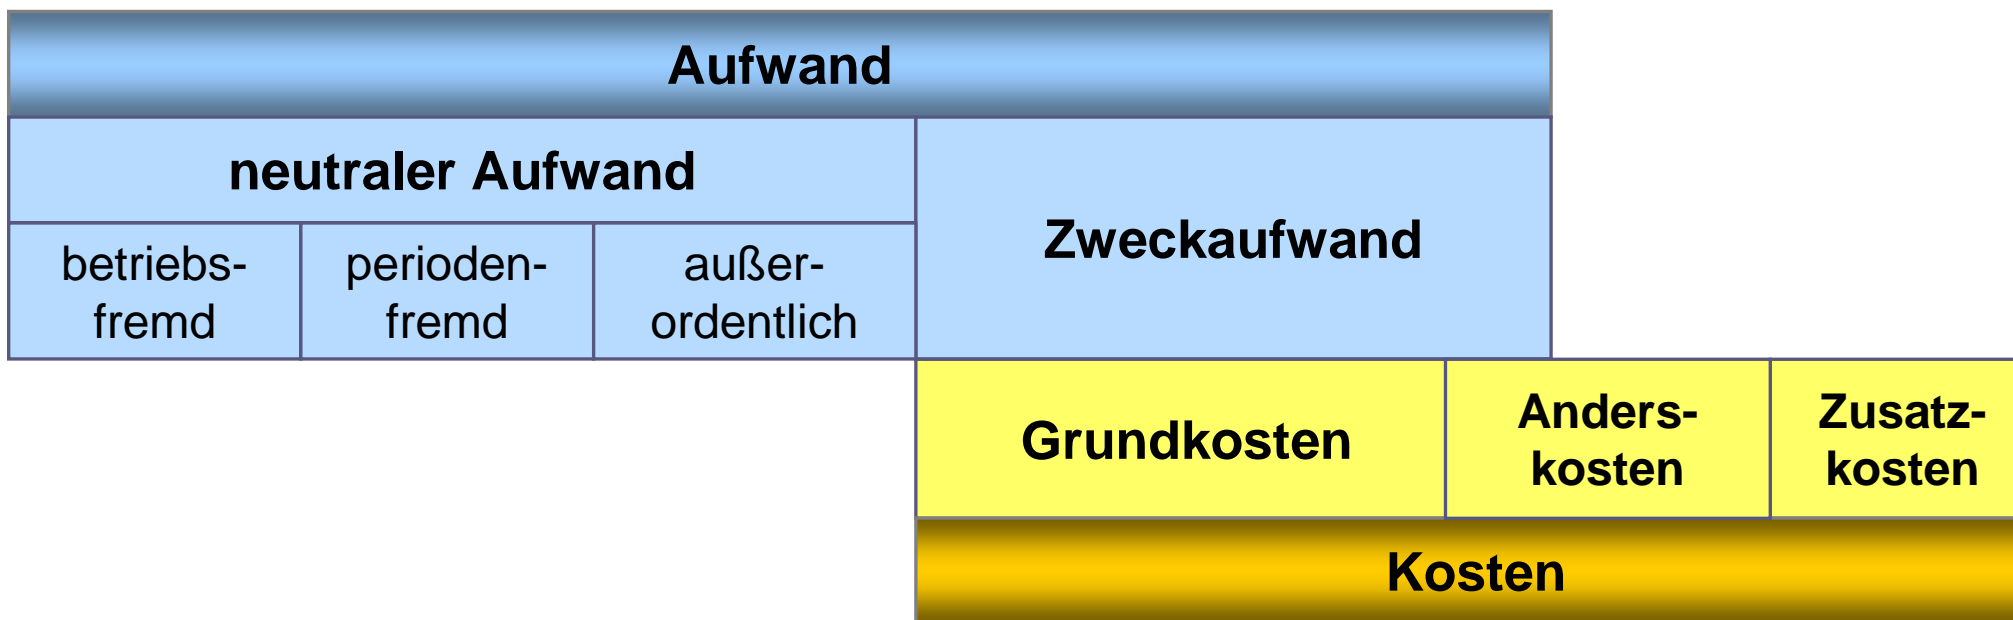 Aufwand
neutraler Aufwand
Zweckaufwand
betriebs-
fremd
perioden-
fremd
außer-
ordentlich
Grundkosten
Anders-
kosten
Zusatz-
kosten
Kosten